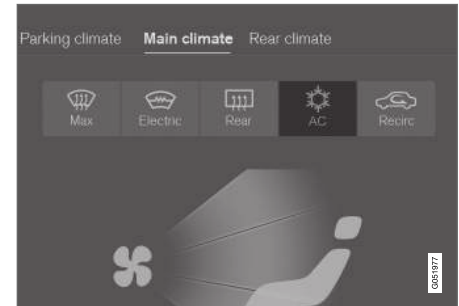 Parking climate Main climate Rear climate
Max Electric Rear AC Recirc
G051977